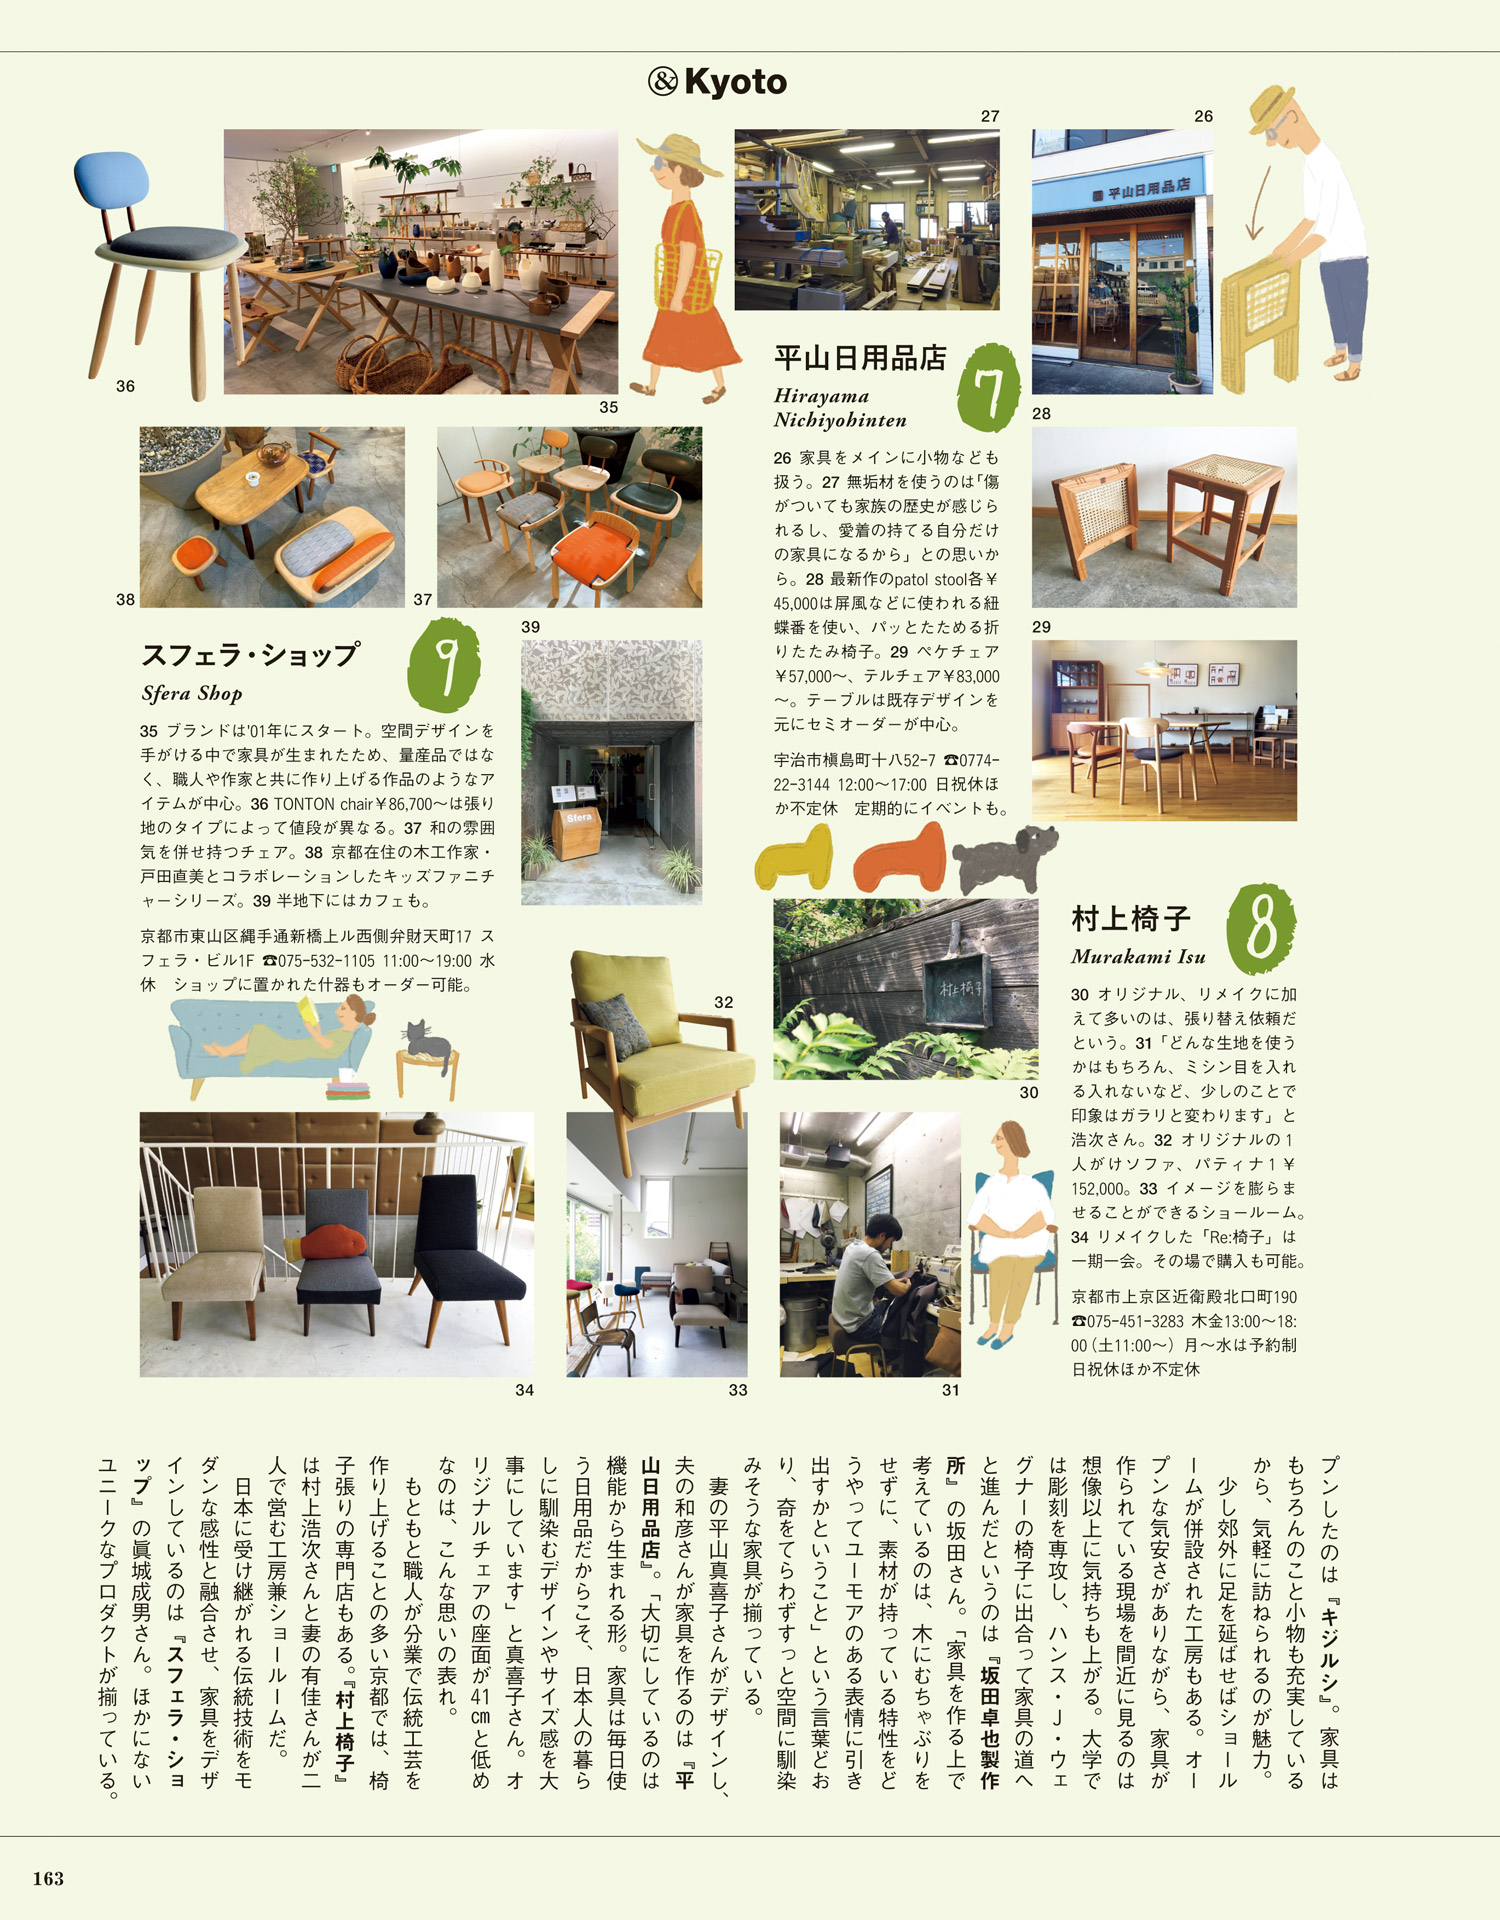 & Kyoto
27
26
平山日用品店
36
35
平山日用品店
7
Hirayama
Nichiyohinten
28
26 家具をメインに小物なども
扱う。27 無垢材を使うのは「傷
がついても家族の歴史が感じら
れるし、愛着の持てる自分だけ
の家具になるから」との思いか
ら。28 最新作のpatol stool各￥
45,000は屏風などに使われる紐
蝶番を使い、パッとたためる折
りたたみ椅子。29 ペケチェア
￥57,000〜、テルチェア￥83,000
〜。テーブルは既存デザインを
元にセミオーダーが中心。
宇治市槇島町十八52-7 ☎0774-
22-3144 12:00〜17:00 日祝休ほ
か不定休　定期的にイベントも。
29
38
37
39
スフェラ・ショップ
9
Sfera Shop
35 ブランドは'01年にスタート。空間デザインを
手がける中で家具が生まれたため、量産品ではな
く、職人や作家と共に作り上げる作品のようなア
イテムが中心。36 TONTON chair￥86,700〜は張り
地のタイプによって値段が異なる。37 和の雰囲
気を併せ持つチェア。38 京都在住の木工作家・
戸田直美とコラボレーションしたキッズファニチ
ャーシリーズ。39 半地下にはカフェも。
京都市東山区縄手通新橋上ル西側弁財天町17 ス
フェラ・ビル1F ☎075-532-1105 11:00〜19:00 水
休　ショップに置かれた什器もオーダー可能。
Sfera
村上椅子
8
Murakami Isu
村上椅子
32
30
30 オリジナル、リメイクに加
えて多いのは、張り替え依頼だ
という。31「どんな生地を使う
かはもちろん、ミシン目を入れ
る入れないなど、少しのことで
印象はガラリと変わります」と
浩次さん。32 オリジナルの1
人がけソファ、パティナ1 ￥
152,000。33 イメージを膨らま
せることができるショールーム。
34 リメイクした「Re:椅子」は
一期一会。その場で購入も可能。
京都市上京区近衛殿北口町190
☎075-451-3283 木金13:00〜18:
00（土11:00〜）月〜水は予約制
日祝休ほか不定休
34
33
31
プンしたのは『キジルシ』。家具は
もちろんのこと小物も充実している
から、気軽に訪ねられるのが魅力。
少し郊外に足を延ばせばショール
ームが併設された工房もある。オー
プンな気安さがありながら、家具が
作られている現場を間近に見るのは
想像以上に気持ちも上がる。大学で
は彫刻を専攻し、ハンス・J・ウェ
グナーの椅子に出合って家具の道へ
と進んだというのは『坂田卓也製作
所』の坂田さん。「家具を作る上で
考えているのは、木にむちゃぶりを
せずに、素材が持っている特性をど
うやってユーモアのある表情に引き
出すかということ」という言葉どお
り、奇をてらわずすっと空間に馴染
みそうな家具が揃っている。
妻の平山真喜子さんがデザインし、
夫の和彦さんが家具を作るのは『平
山日用品店』。「大切にしているのは
機能から生まれる形。家具は毎日使
う日用品だからこそ、日本人の暮ら
しに馴染むデザインやサイズ感を大
事にしています」と真喜子さん。オ
リジナルチェアの座面が41㎝と低め
なのは、こんな思いの表れ。
もともと職人が分業で伝統工芸を
作り上げることの多い京都では、椅
子張りの専門店もある。『村上椅子』
は村上浩次さんと妻の有佳さんが二
人で営む工房兼ショールームだ。
日本に受け継がれる伝統技術をモ
ダンな感性と融合させ、家具をデザ
インしているのは『スフェラ・ショ
ップ』の眞城成男さん。ほかにない
ユニークなプロダクトが揃っている。
163